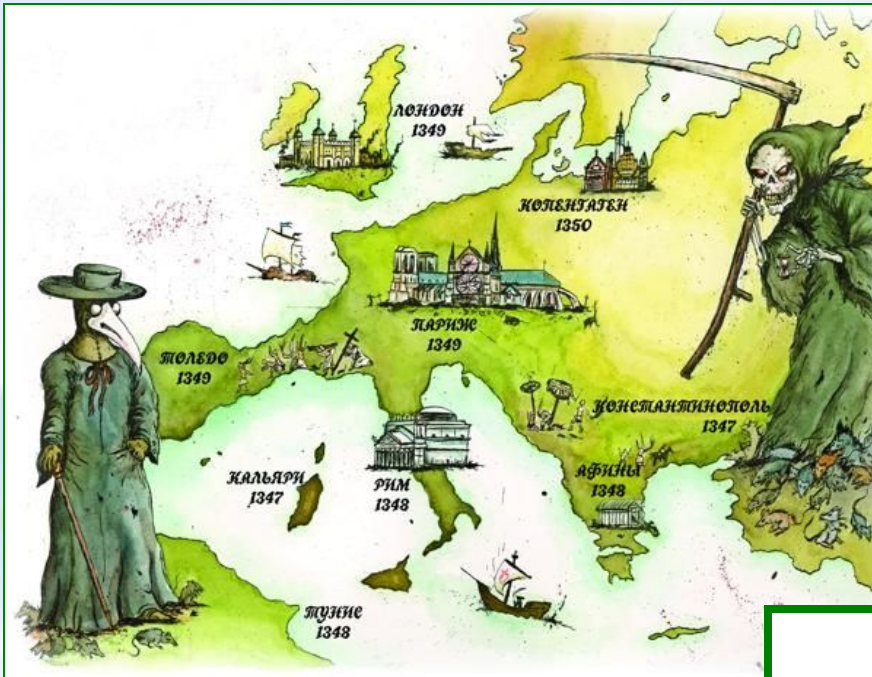 ЛОНДОН
1349
КОПЕНГАГЕН
1350
ПАРИЖ
1349
ТОЛЕДО
1349
КОНСТАНТИНОПОЛЬ
1347
КАЛЬЯРИ
1347
РИМ
1348
АФИНЫ
1348
ТУНИС
1348